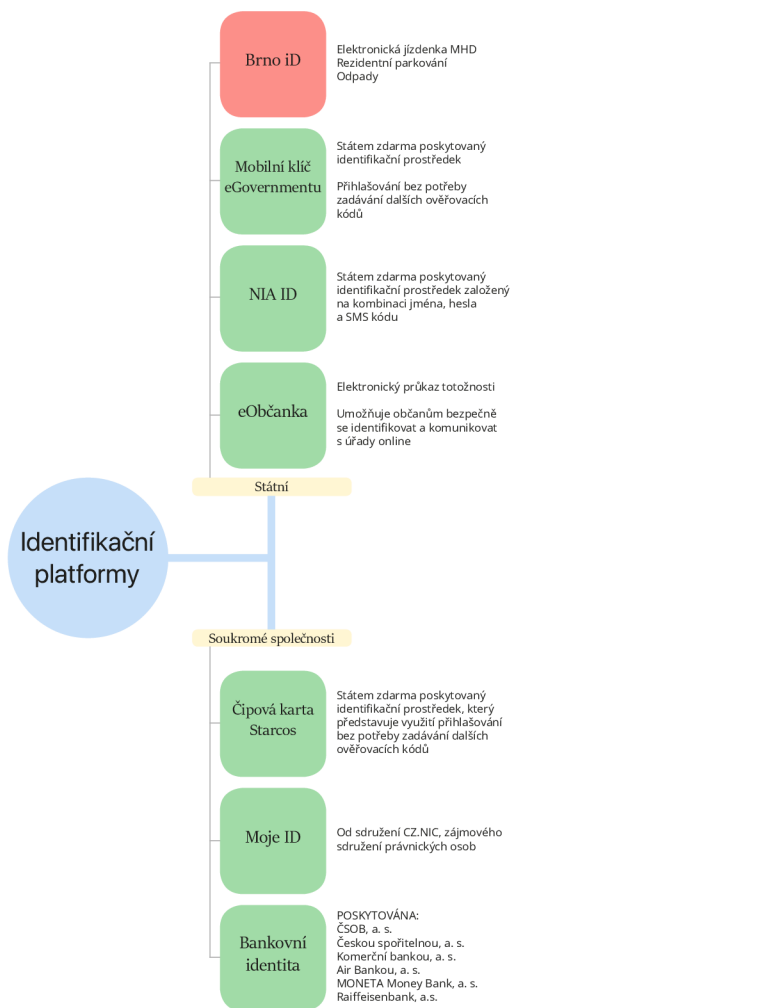 Brno iD
Elektronická jízdenka MHD
Rezidentní parkování
Odpady
Mobilní klíč
eGovernmentu
Státem zdarma poskytovaný
identifikační prostředek
Přihlašování bez potřeby
zadávání dalších ověřovacích
kódů
NIA ID
Státem zdarma poskytovaný
identifikační prostředek založený
na kombinaci jména, hesla
a SMS kódu
eObčanka
Elektronický průkaz totožnosti
Umožňuje občanům bezpečně
se identifikovat a komunikovat
s úřady online
Státní
Identifikační
platformy
Soukromé společnosti
Čipová karta
Starcos
Státem zdarma poskytovaný
identifikační prostředek, který
představuje využití přihlašování
bez potřeby zadávání dalších
ověřovacích kódů
Moje ID
Od sdružení CZ.NIC, zájmového
sdružení právnických osob
Bankovní
identita
POSKYTOVÁNA:
ČSOB, a. s.
Českou spořitelnou, a. s.
Komerční bankou, a. s.
Air Bankou, a. s.
MONETA Money Bank, a. s.
Raiffeisenbank, a.s.